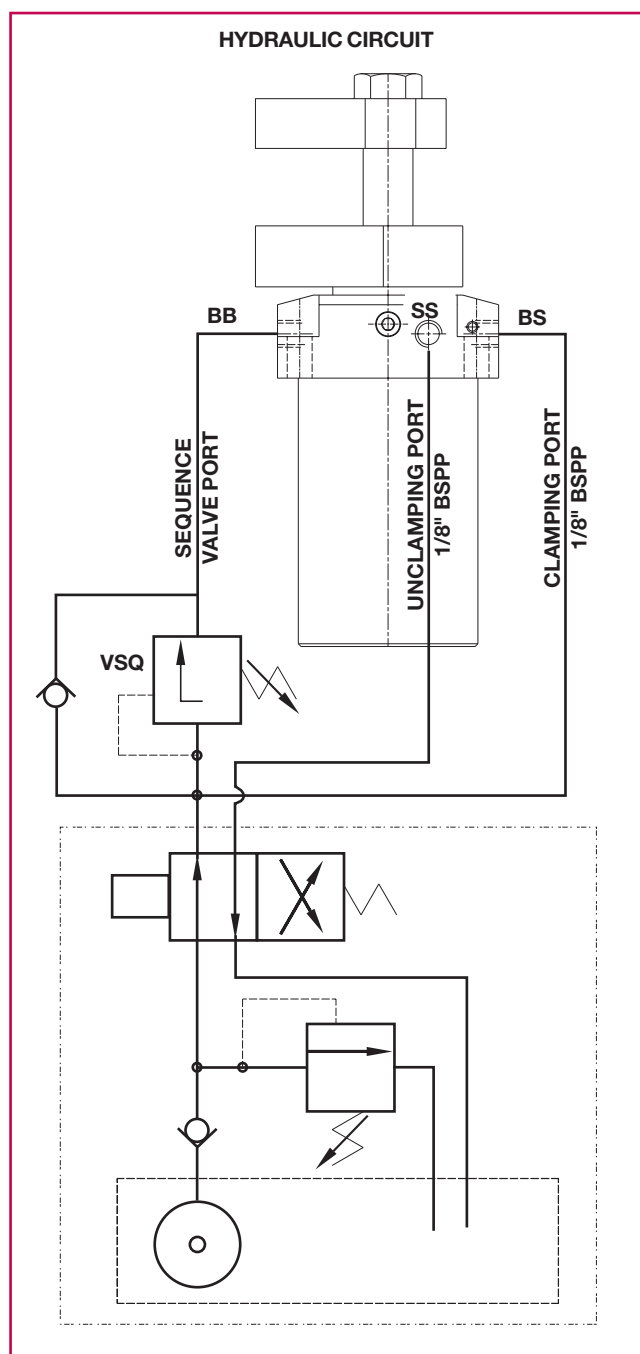 HYDRAULIC CIRCUIT
BB
SS
BS
SEQUENCE
VALVE PORT
UNCLAMPING PORT
1/8" BSPP
CLAMPING PORT
1/8" BSPP
VSQ